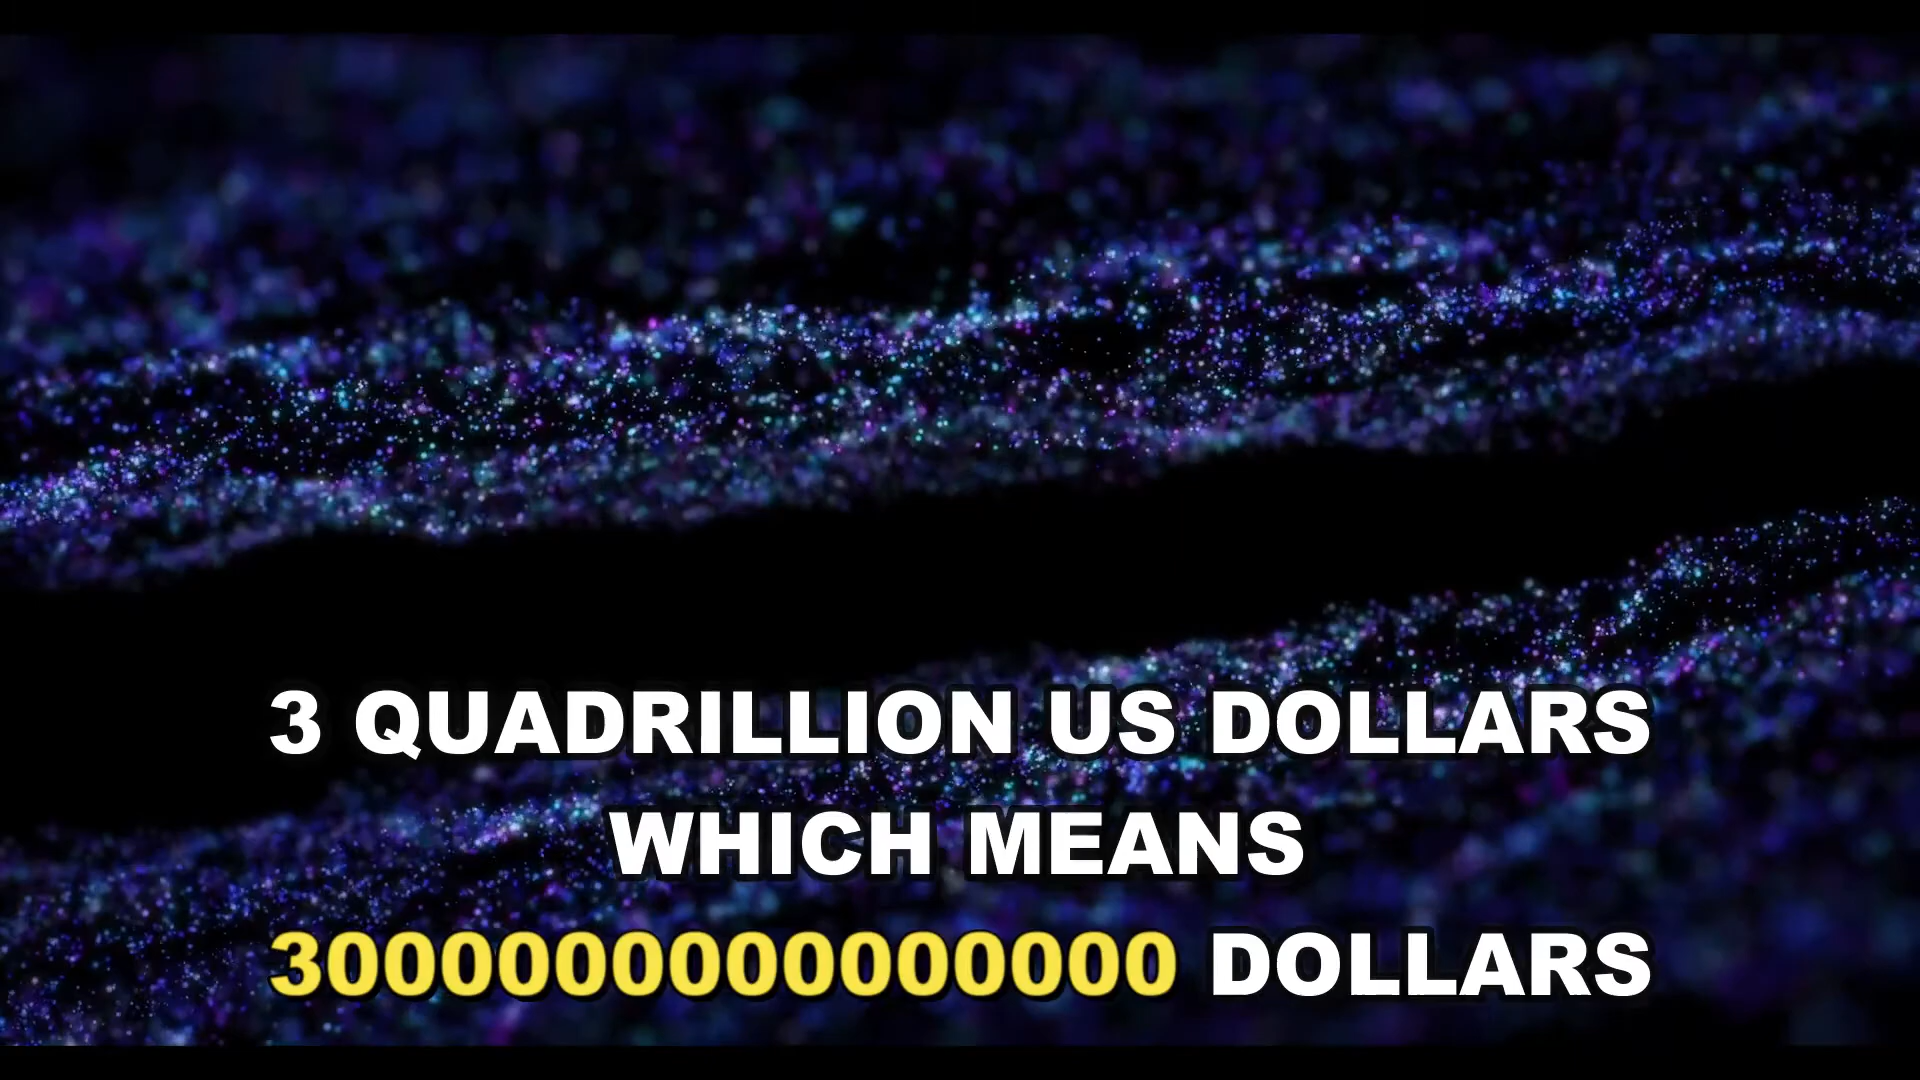 3 QUADRILLION US DOLLARS
WHICH MEANS
3000000000000000 DOLLARS